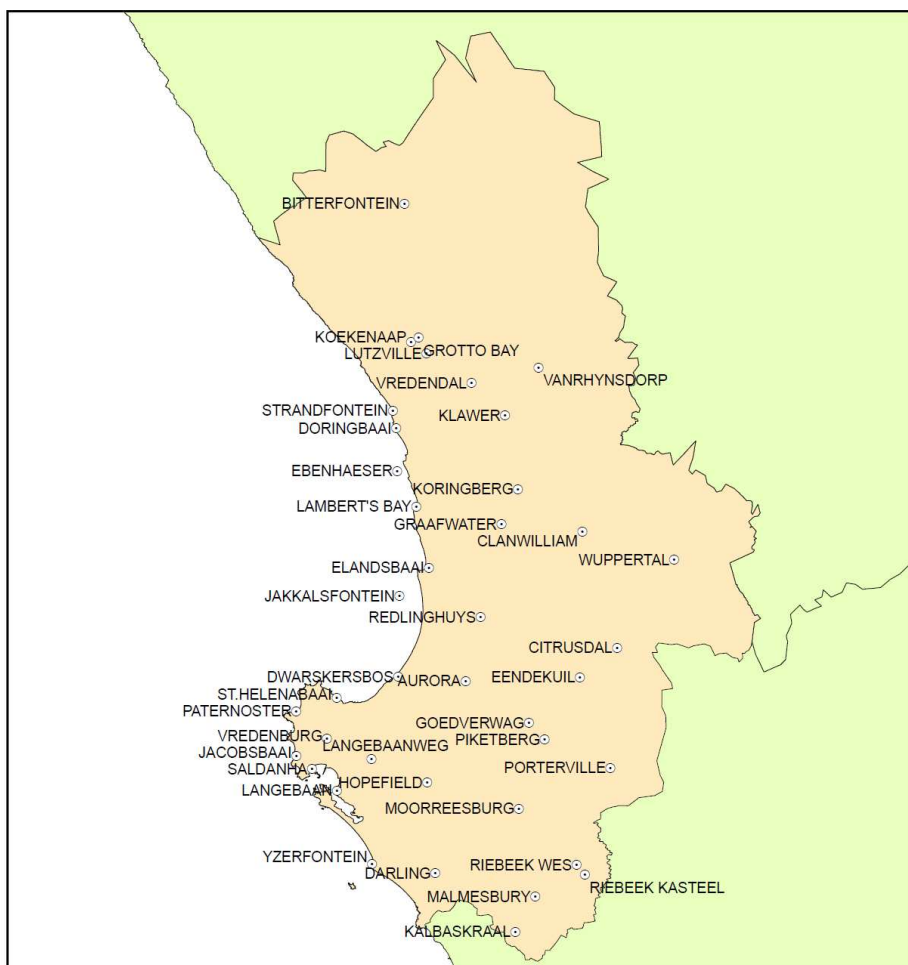 BITTERFONTEIN
KOEKENAAP
LUTZVILLE
GROTTO BAY
VANRHYNSDORP
VREDENDAL
STRANDFONTEIN
KLAWER
DORINGBAAI
EBENHAESER
KORINGBERG
LAMBERT'S BAY
GRAAFWATER
CLANWILLIAM
WUPPERTAL
ELANDSBAAI
JAKKALSFONTEIN
REDLINGHUYS
CITRUSDAL
DWARSKERSBOS
AURORA
EENDEKUIL
ST.HELENABAAI
PATERNOSTER
GOEDVERWAG
VREDENBURG
PIKETBERG
LANGEBAANWEG
JACOBSBAAI
SALDANHA
PORTERVILLE
HOPEFIELD
LANGEBAAN
MOORREESBURG
YZERFONTEIN
RIEBEEK WES
DARLING
RIEBEEK KASTEEL
MALMESBURY
KALBASKRAAL